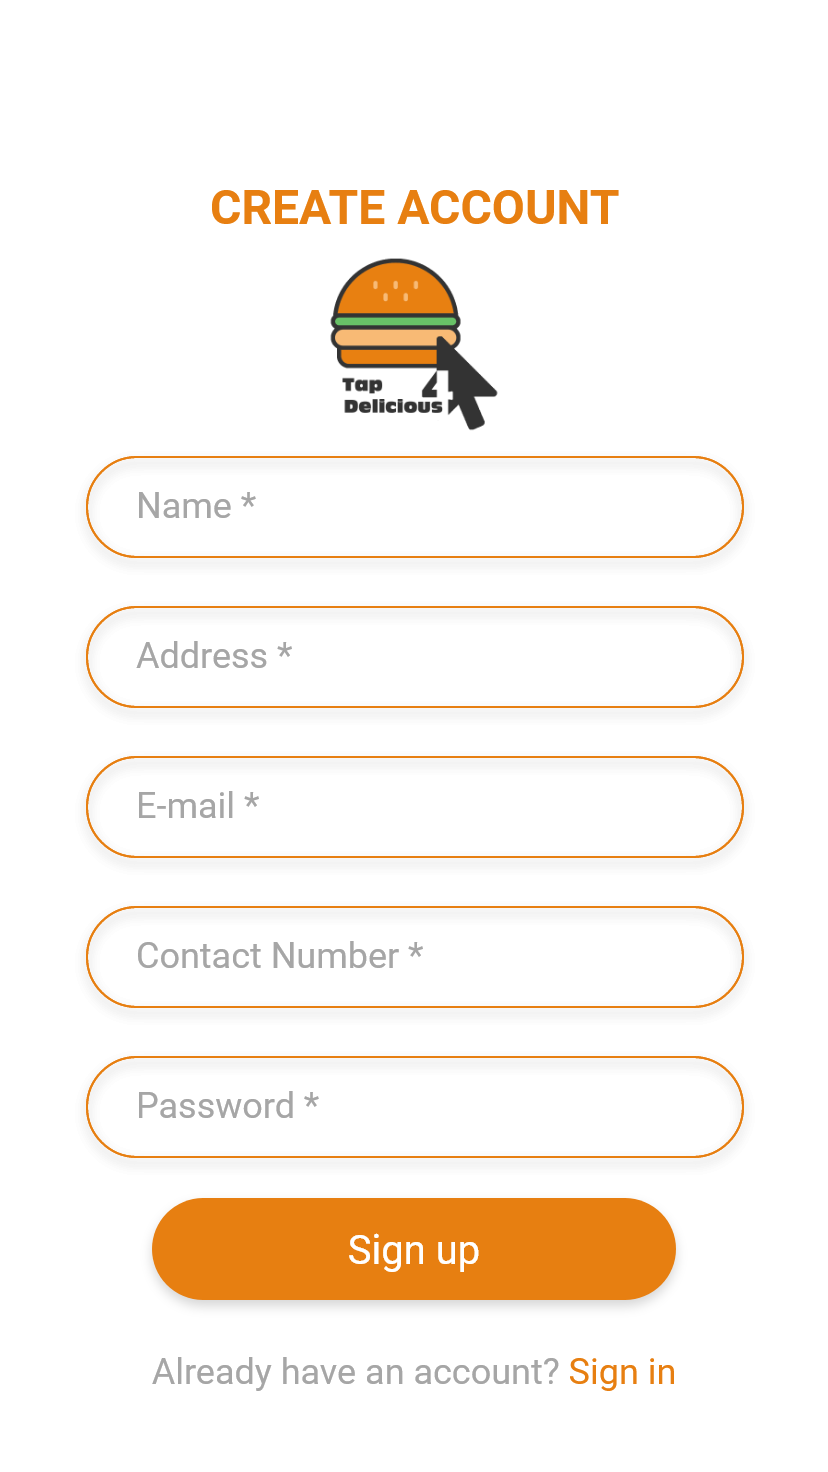 CREATE ACCOUNT
Tap 4
Delicious
Name *
Address *
E-mail *
Contact Number *
Password *
Sign up
Already have an account? Sign in